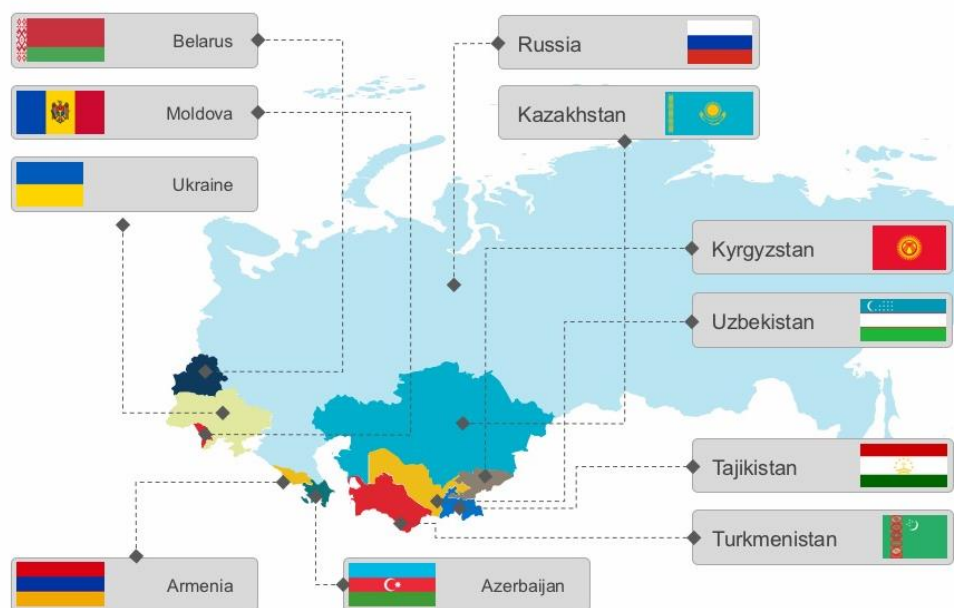 Belarus
Russia
Moldova
Kazakhstan
Ukraine
Kyrgyzstan
Uzbekistan
Tajikistan
Turkmenistan
Armenia
Azerbaijan